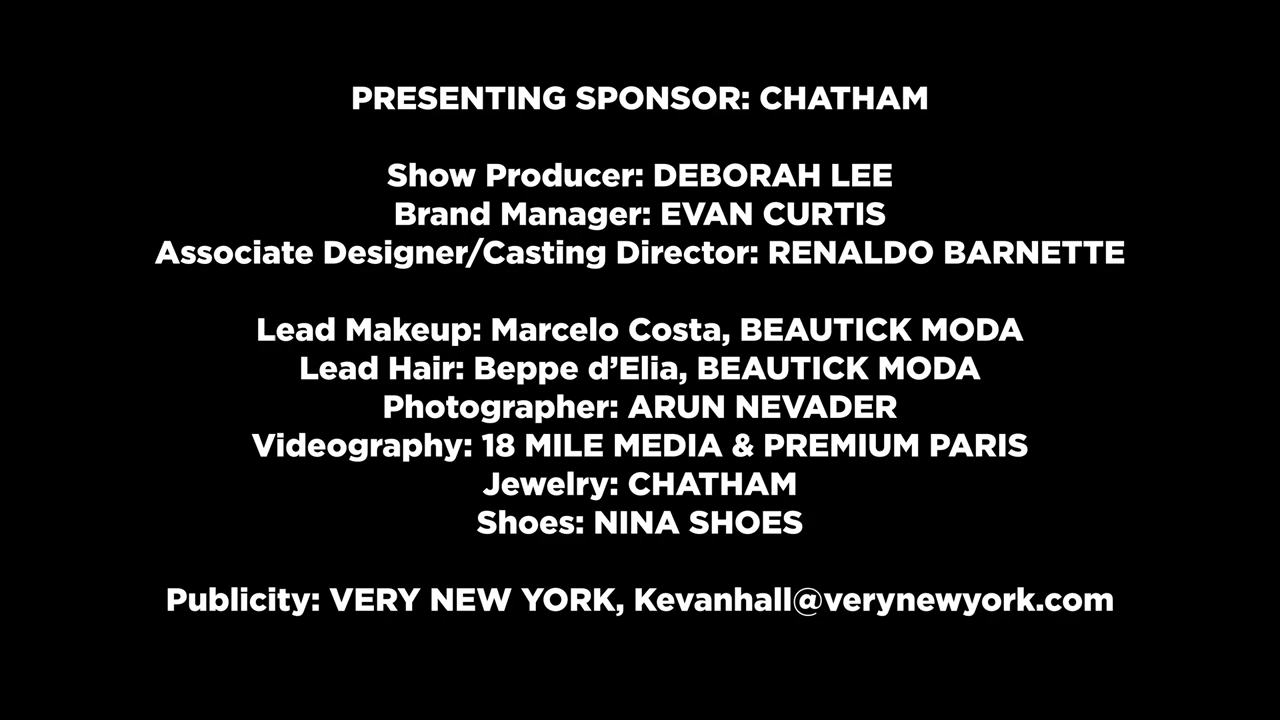 PRESENTING SPONSOR: CHATHAM
Show Producer: DEBORAH LEE
Brand Manager: EVAN CURTIS
Associate Designer/Casting Director: RENALDO BARNETTE
Lead Makeup: Marcelo Costa, BEAUTICK MODA
Lead Hair: Beppe d’Elia, BEAUTICK MODA
Photographer: ARUN NEVADER
Videography: 18 MILE MEDIA & PREMIUM PARIS
Jewelry: CHATHAM
Shoes: NINA SHOES
Publicity: VERY NEW YORK, Kevanhall@verynewyork.com